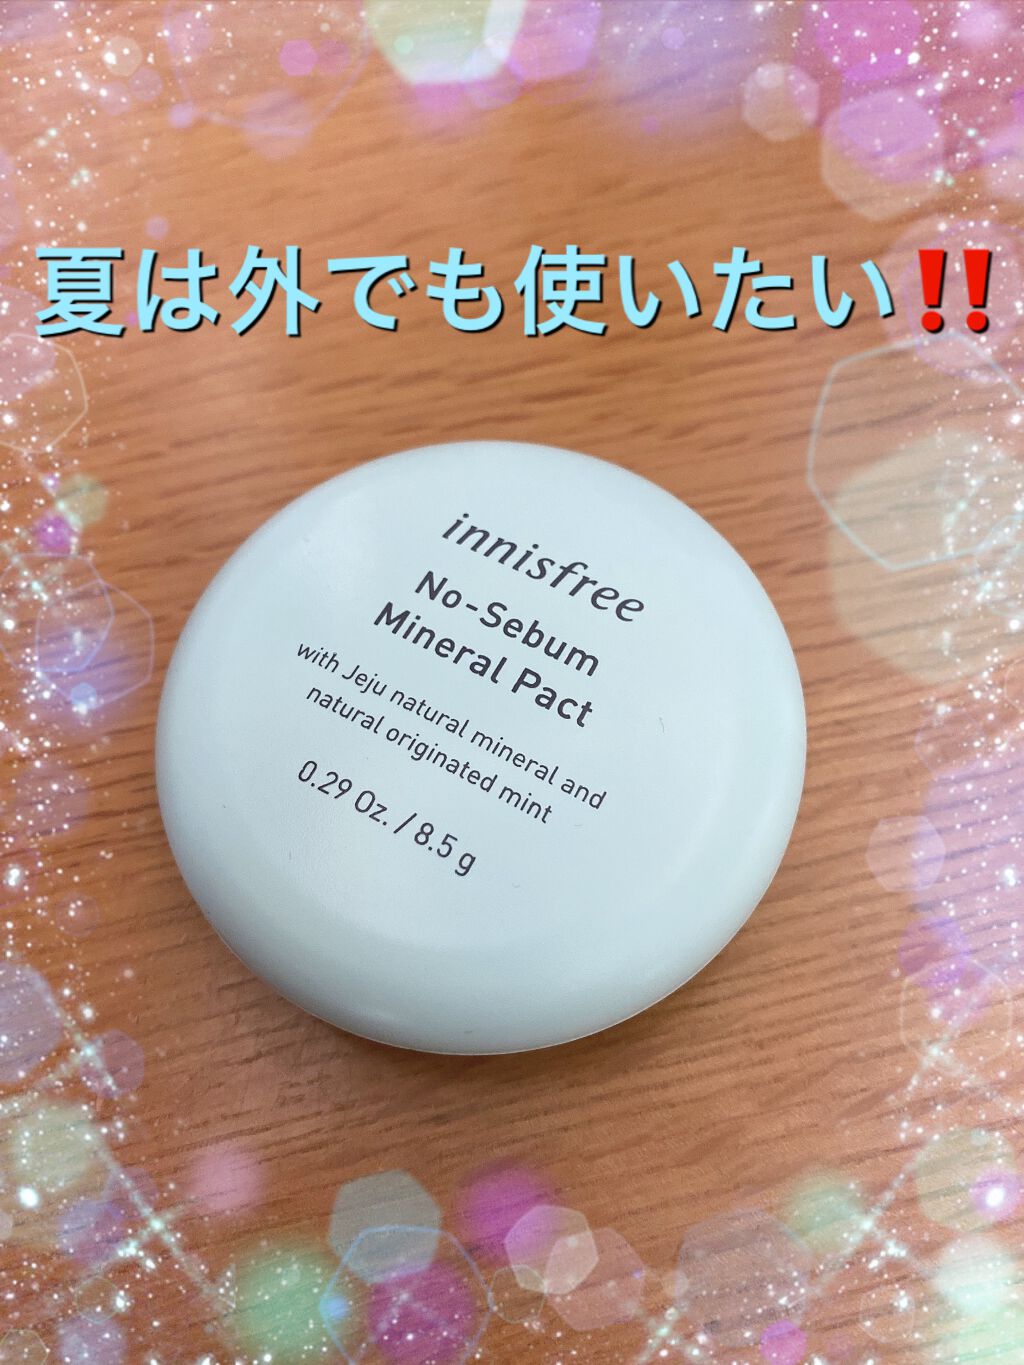 夏は外でも使いたい‼️
innisfree
No-Sebum
Mineral Pact
with Jeju natural mineral and
natural originated mint
0.29 Oz. / 8.5 g